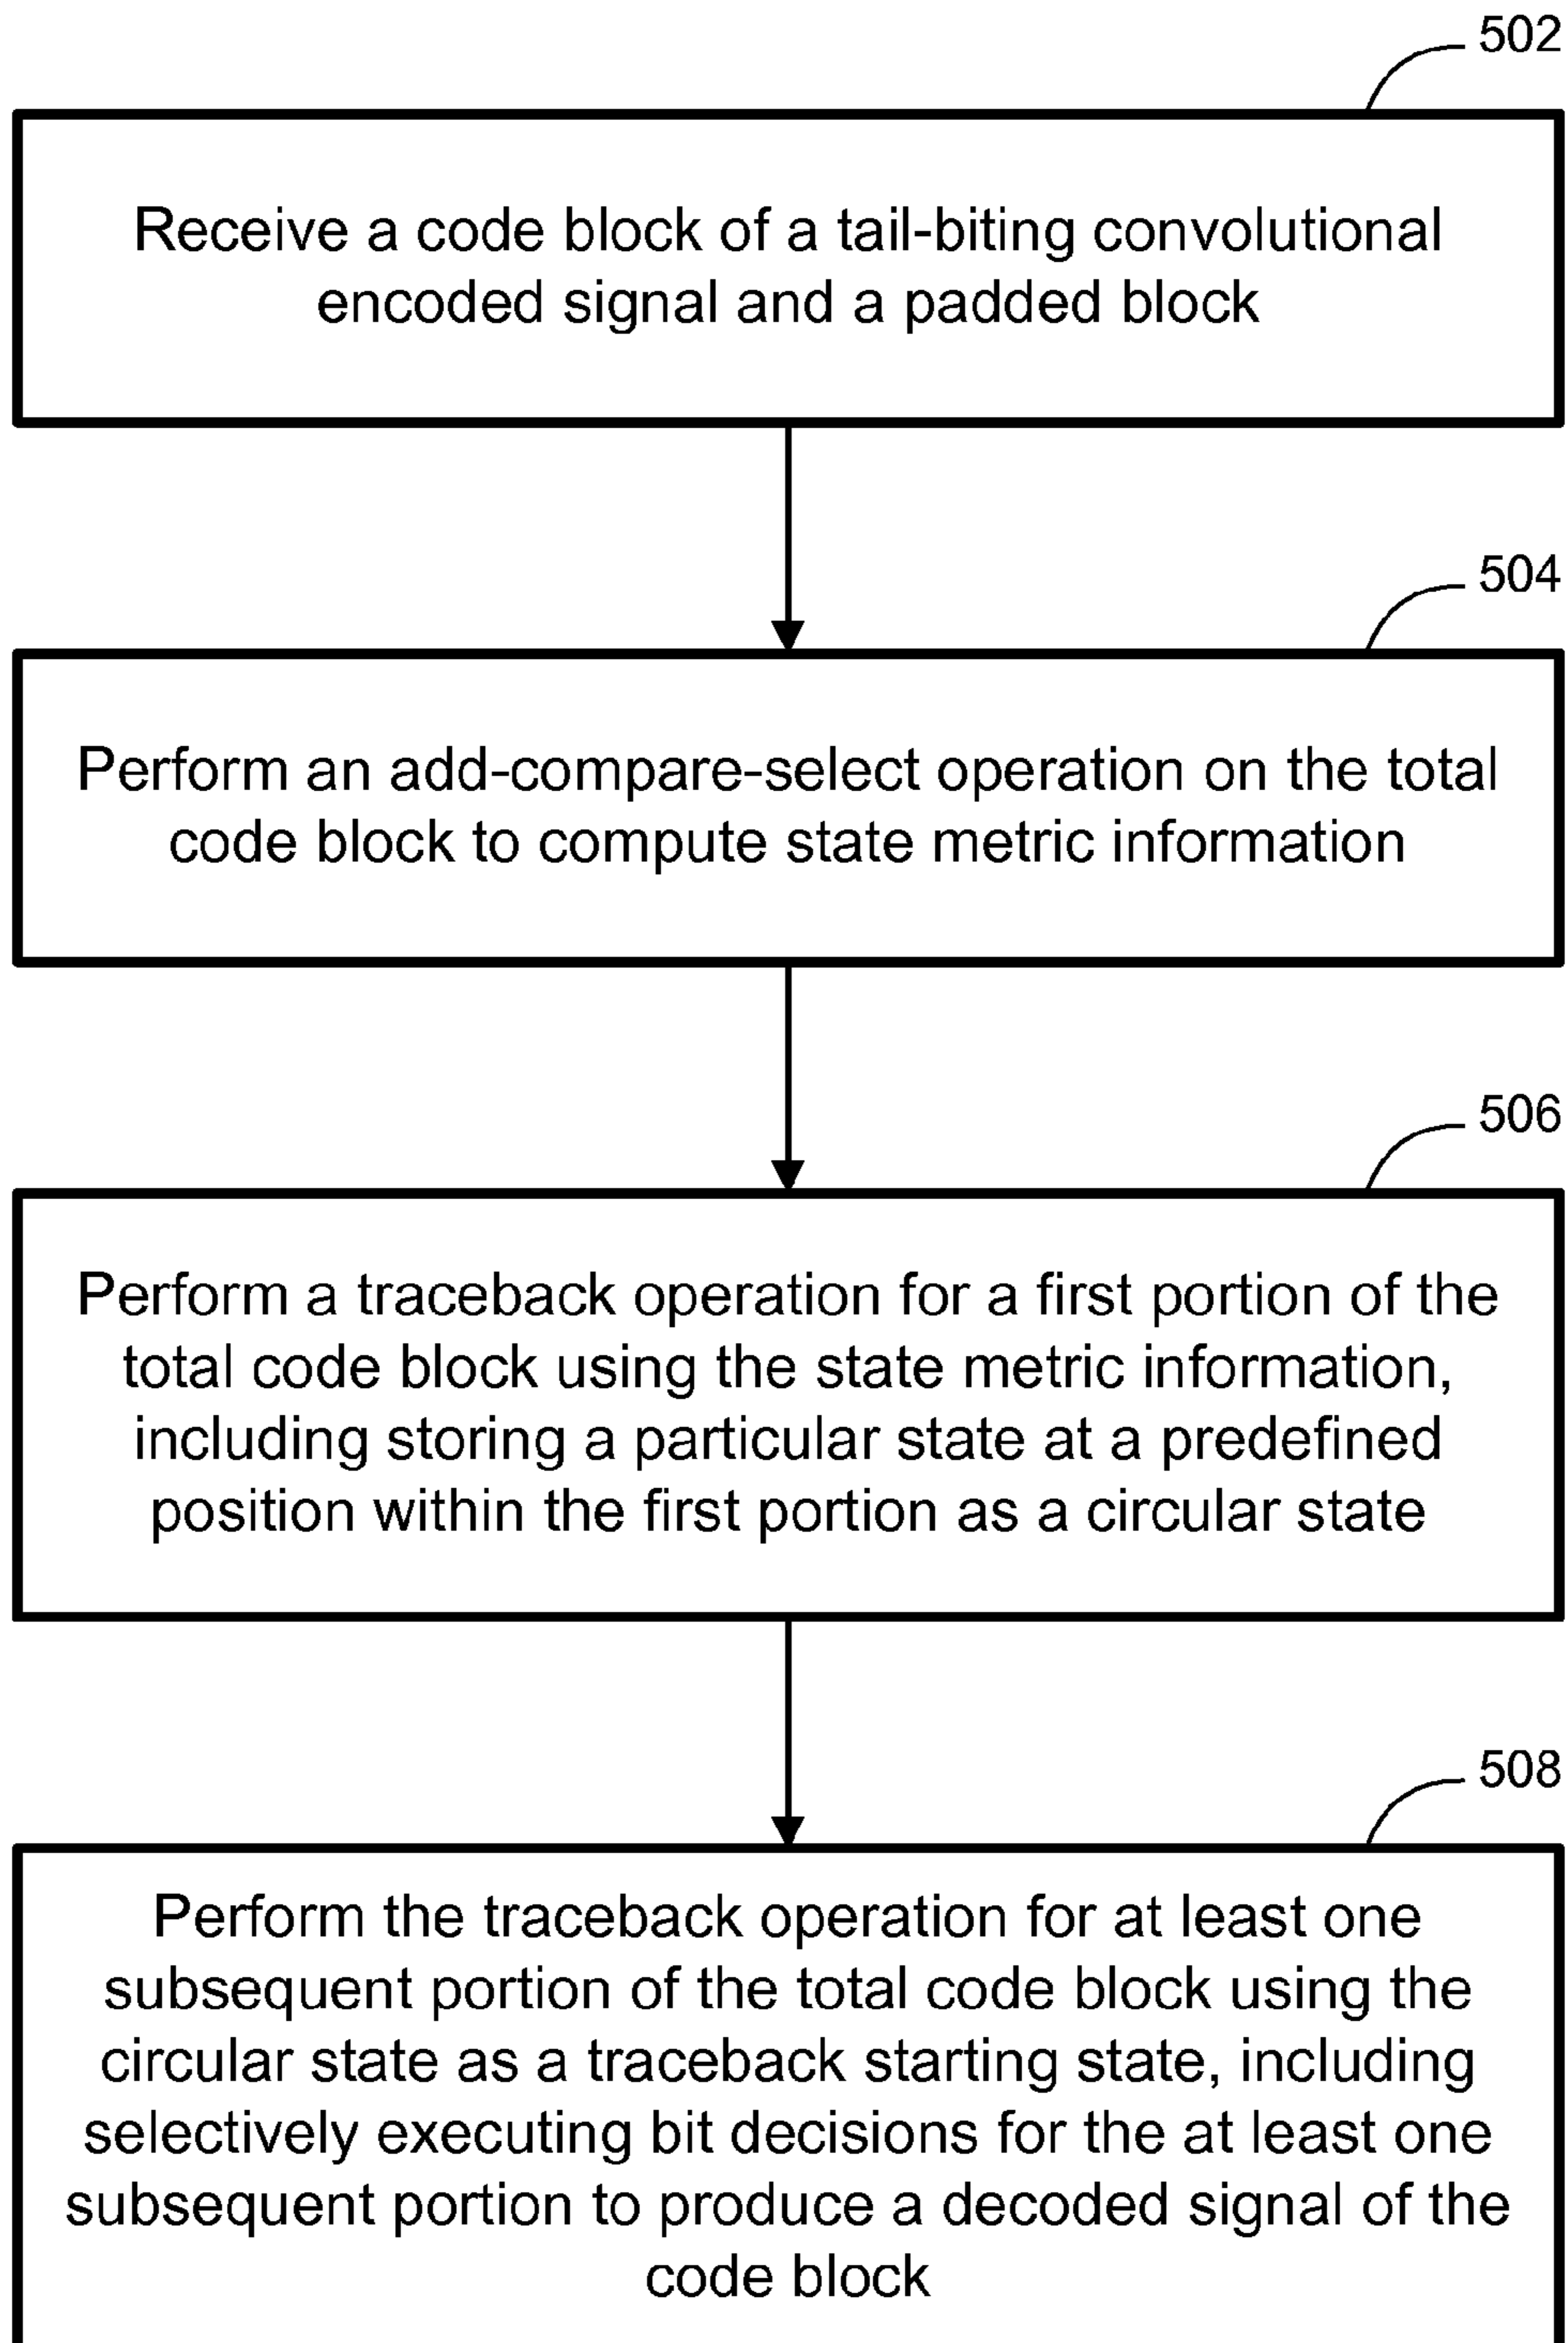 502
Receive a code block of a tail-biting convolutional
encoded signal and a padded block
504
Perform an add-compare-select operation on the total
code block to compute state metric information
506
Perform a traceback operation for a first portion of the
total code block using the state metric information,
including storing a particular state at a predefined
position within the first portion as a circular state
508
Perform the traceback operation for at least one
subsequent portion of the total code block using the
circular state as a traceback starting state, including
selectively executing bit decisions for the at least one
subsequent portion to produce a decoded signal of the
code block